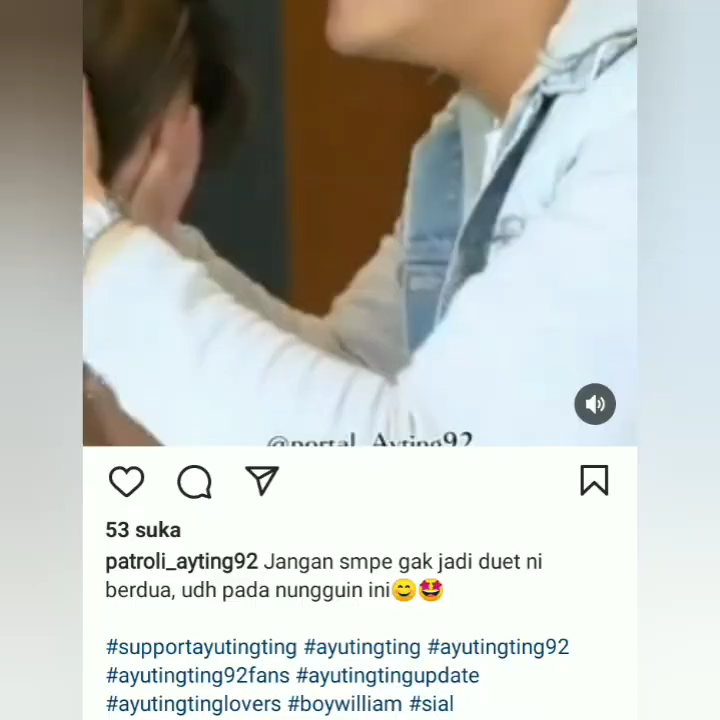 @portal_Ayting92
53 suka
patroli_ayting92 Jangan smpe gak jadi duet ni
berdua, udh pada nungguin ini😊🤩
#supportayutingting #ayutingting #ayutingting92
#ayutingting92fans #ayutingtingupdate
#ayutingtinglovers #boywilliam #sial